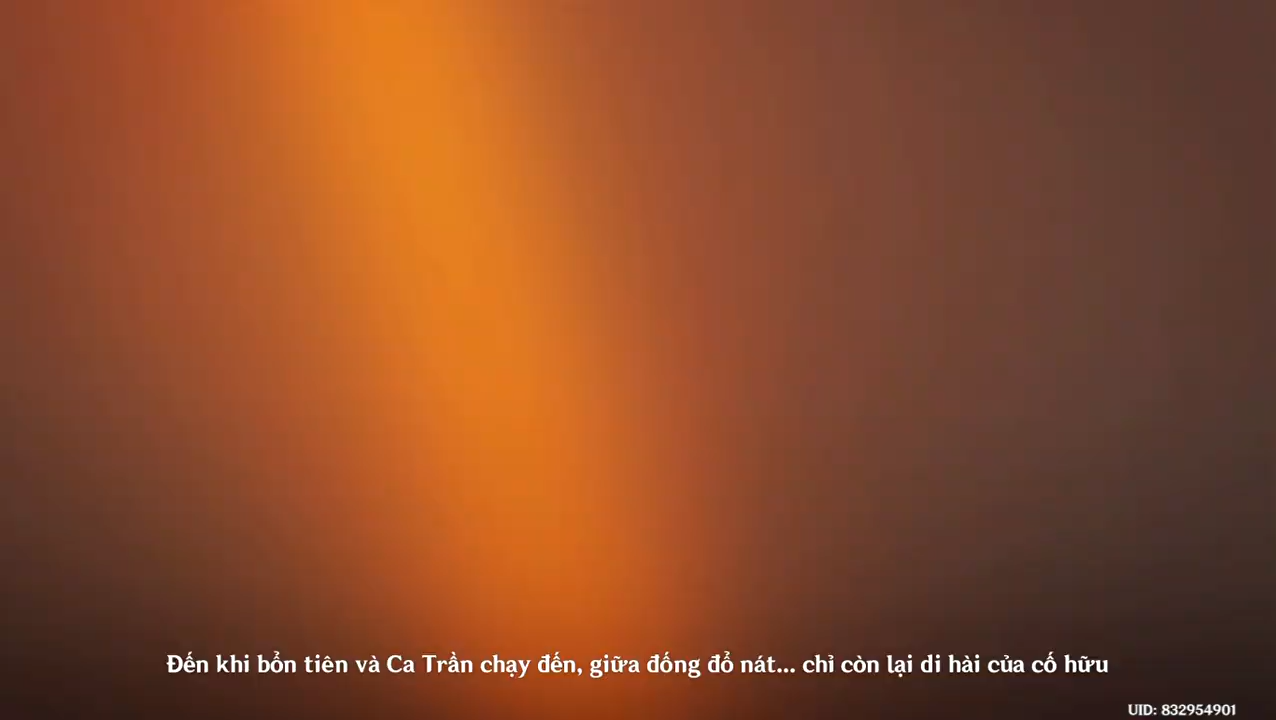 Đến khi bổn tiên và Ca Trần chạy đến, giữa đống đổ nát... chỉ còn lại di hài của cố hữu
UID: 832954901